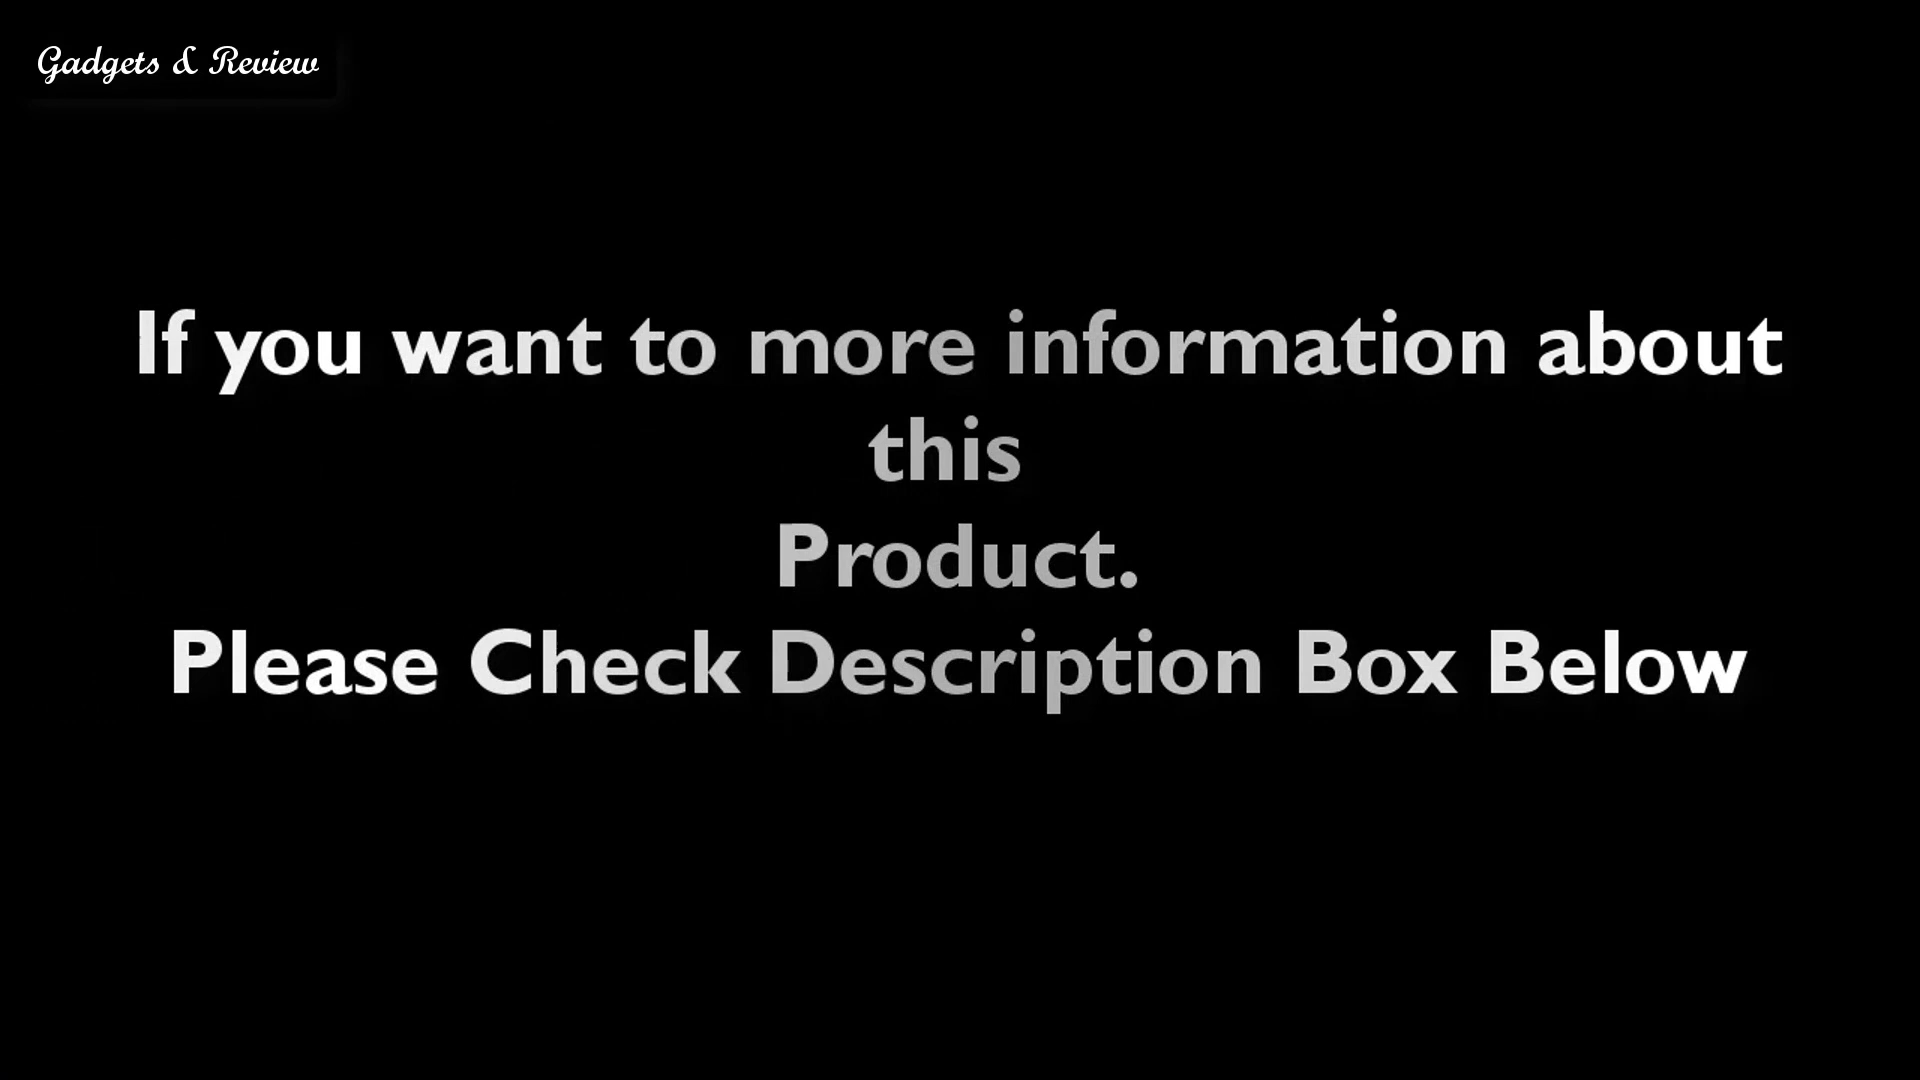 Gadgets & Review
If you want to more information about
this
Product.
Please Check Description Box Below